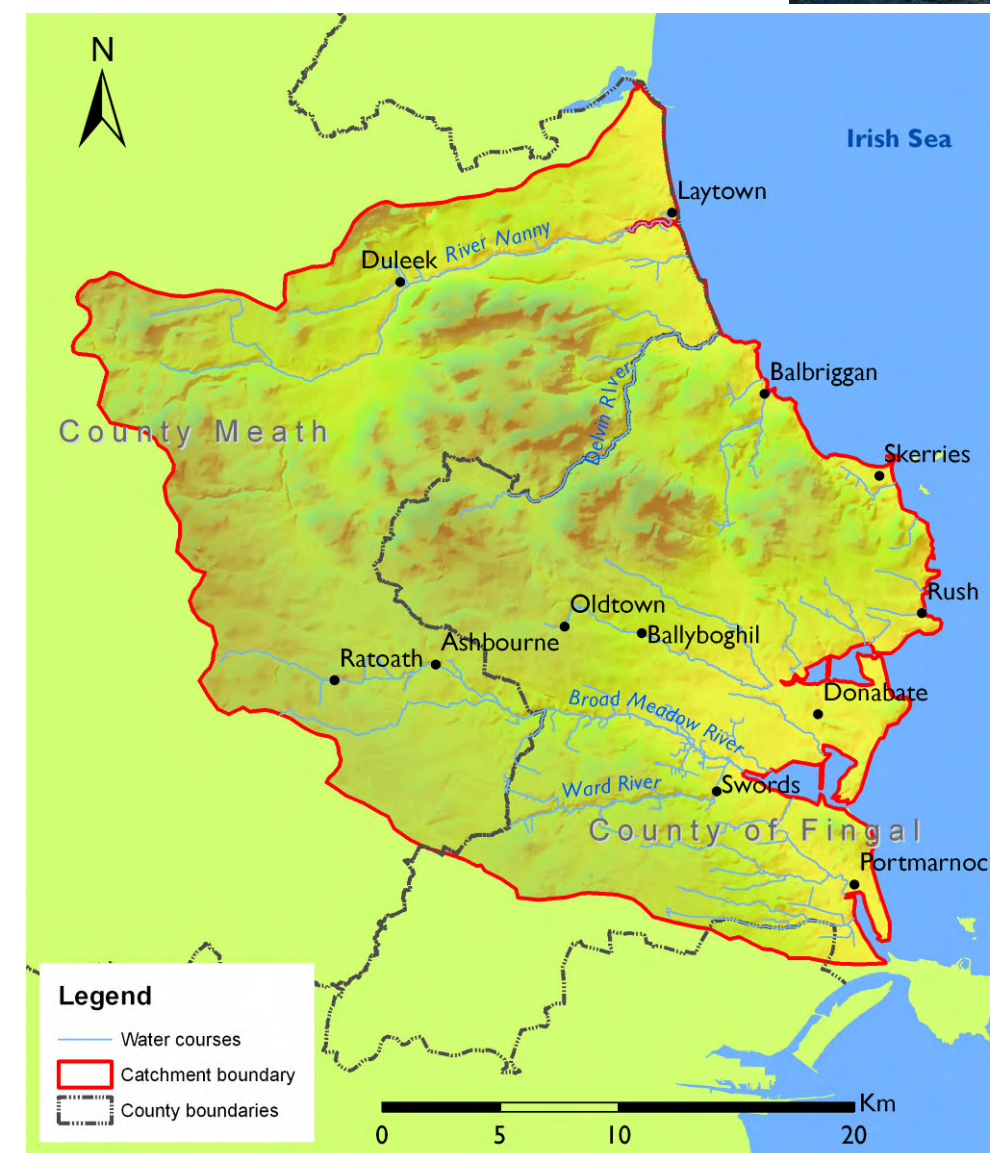 N
Irish Sea
Laytown
River Nanny
Duleek
Delvin River
Balbriggan
County Meath
Skerries
Rush
Oldtown
Ballyboghil
Ashbourne
Ratoath
Donabate
Broad Meadow River
Ward River
Swords
County of Fingal
Portmarnoc
Legend
Water courses
Catchment boundary
County boundaries
Km
0 5 10 20